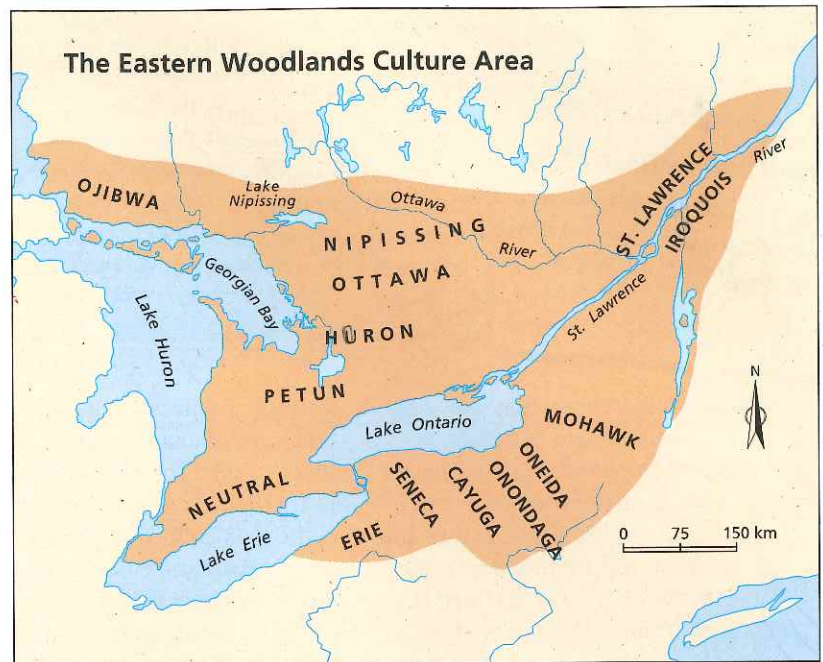 The Eastern Woodlands Culture Area
OJIBWA
Lake
Nipissing
Ottawa
River
NIPISSING
OTTAWA
ST. LAWRENCE
IROQUOIS
River
Georgian Bay
Lake Huron
HURON
St. Lawrence
PETUN
Lake Ontario
MOHAWK
N
NEUTRAL
SENECA
CAYUGA
ONONDAGA
ONEIDA
ERIE
Lake Erie
0 75 150 km